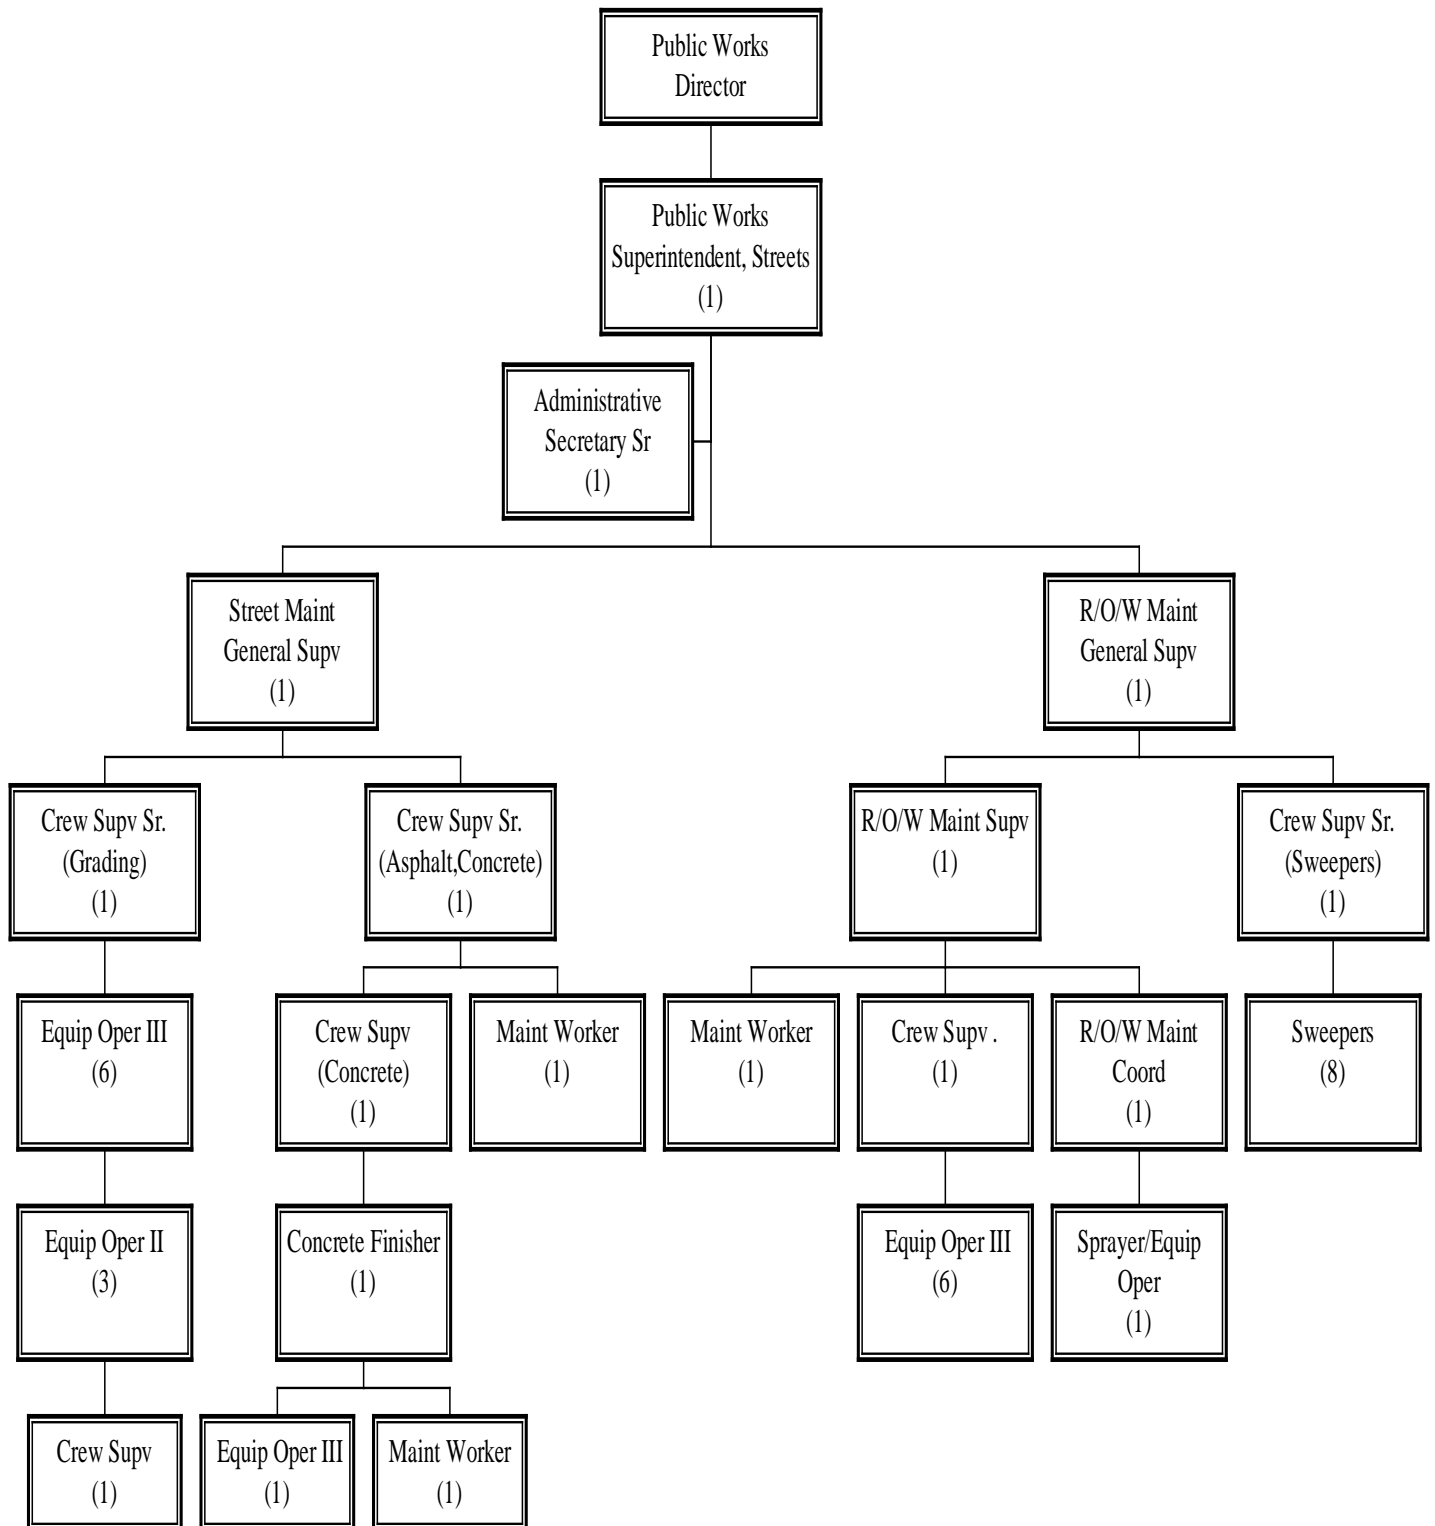 Public Works
Director
Public Works
Superintendent, Streets
(1)
Administrative
Secretary Sr
(1)
Street Maint
General Supv
(1)
R/O/W Maint
General Supv
(1)
Crew Supv Sr.
(Grading)
(1)
Crew Supv Sr.
(Asphalt,Concrete)
(1)
R/O/W Maint Supv
(1)
Crew Supv Sr.
(Sweepers)
(1)
Equip Oper III
(6)
Crew Supv
(Concrete)
(1)
Maint Worker
(1)
Maint Worker
(1)
Crew Supv .
(1)
R/O/W Maint
Coord
(1)
Sweepers
(8)
Equip Oper II
(3)
Concrete Finisher
(1)
Equip Oper III
(6)
Sprayer/Equip
Oper
(1)
Crew Supv
(1)
Equip Oper III
(1)
Maint Worker
(1)